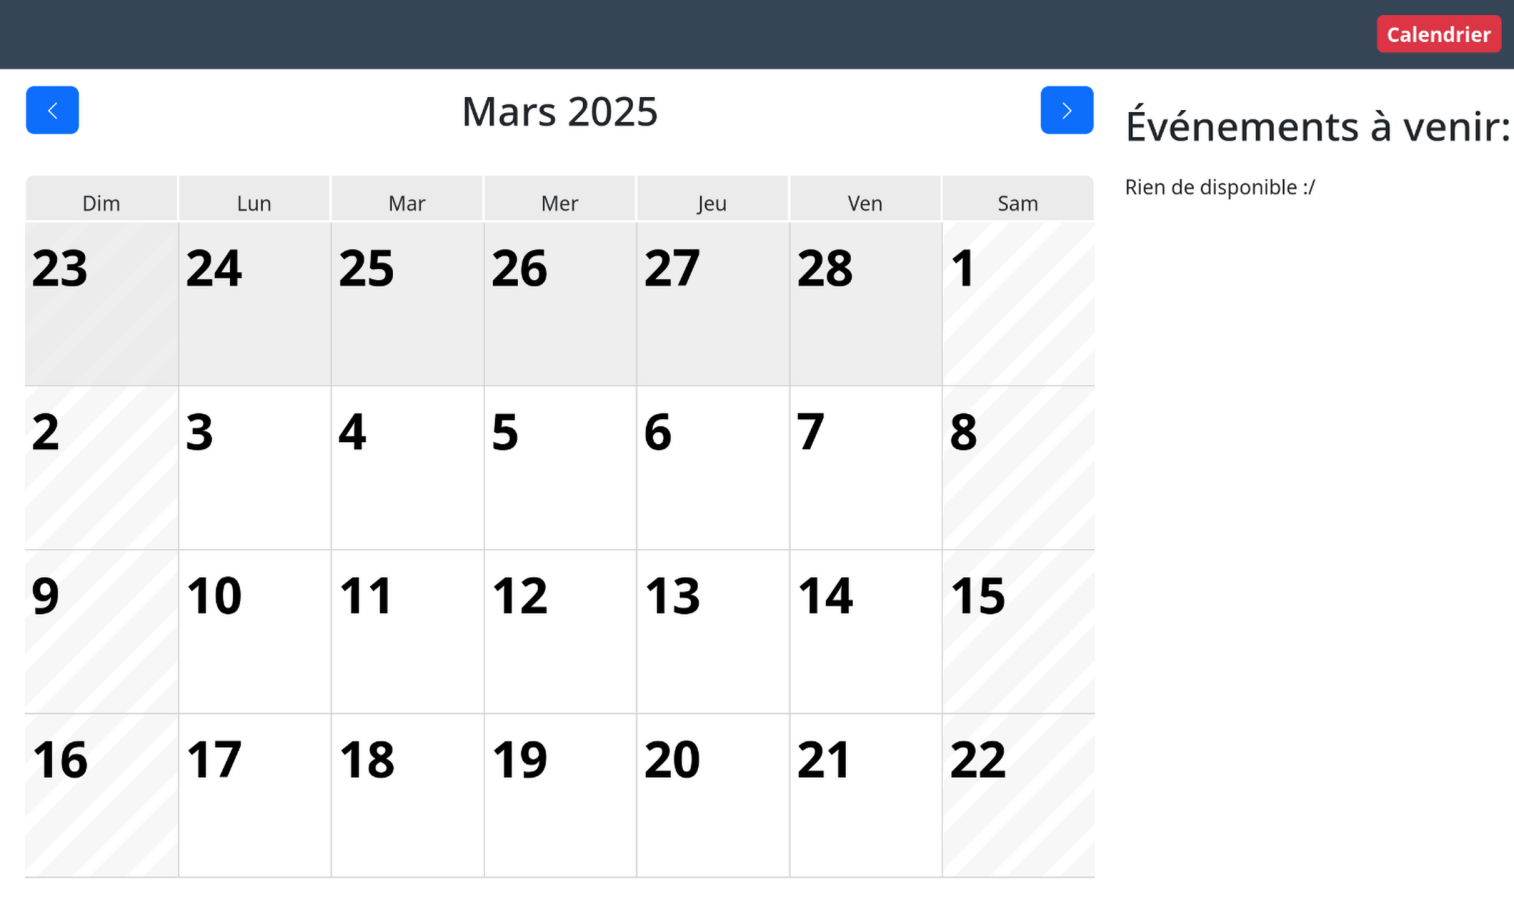 Calendrier
Mars 2025
Événements à venir:
Rien de disponible :/
Dim Lun Mar Mer Jeu Ven Sam
23 24 25 26 27 28 1
2 3 4 5 6 7 8
9 10 11 12 13 14 15
16 17 18 19 20 21 22